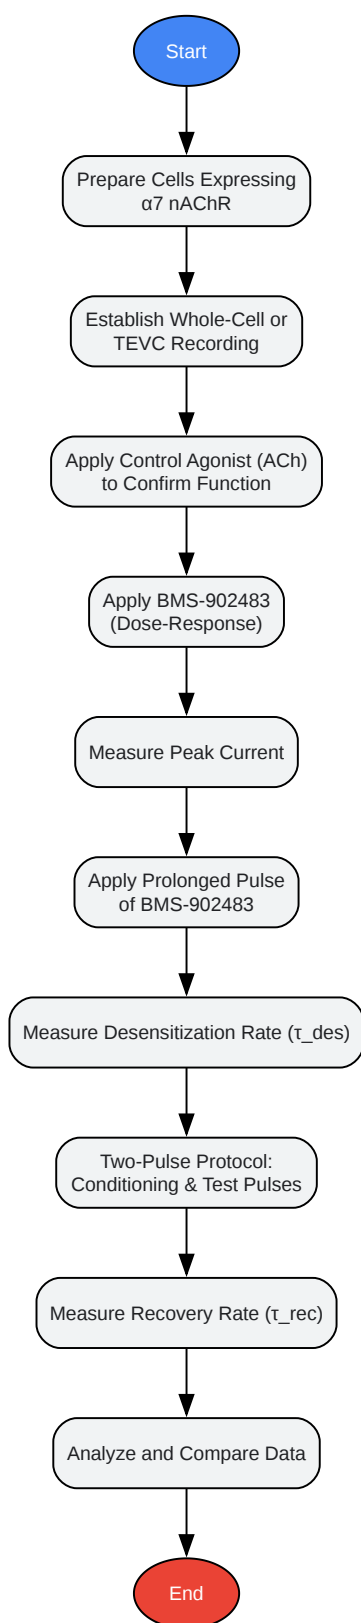 Start
Prepare Cells Expressing
α7 nAChR
Establish Whole-Cell or
TEVC Recording
Apply Control Agonist (ACh)
to Confirm Function
Apply BMS-902483
(Dose-Response)
Measure Peak Current
Apply Prolonged Pulse
of BMS-902483
Measure Desensitization Rate (τ_des)
Two-Pulse Protocol:
Conditioning & Test Pulses
Measure Recovery Rate (τ_rec)
Analyze and Compare Data
End